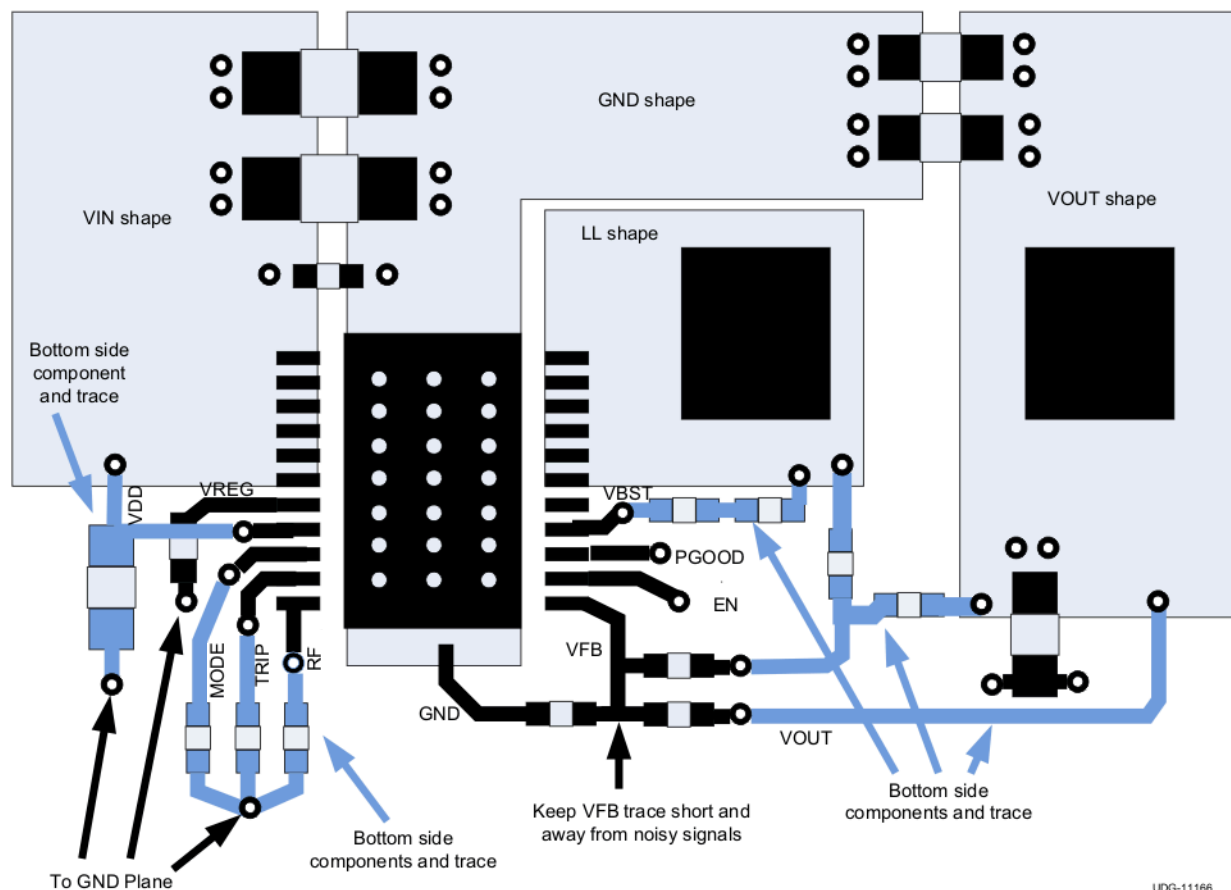 GND shape
VIN shape
VOUT shape
LL shape
Bottom side
component
and trace
VREG
VDD
VBST
PGOOD
EN
VFB
MODE
TRIP
RF
GND
VOUT
Keep VFB trace short and
away from noisy signals
Bottom side
components and trace
Bottom side
components and trace
To GND Plane
UDG-11166